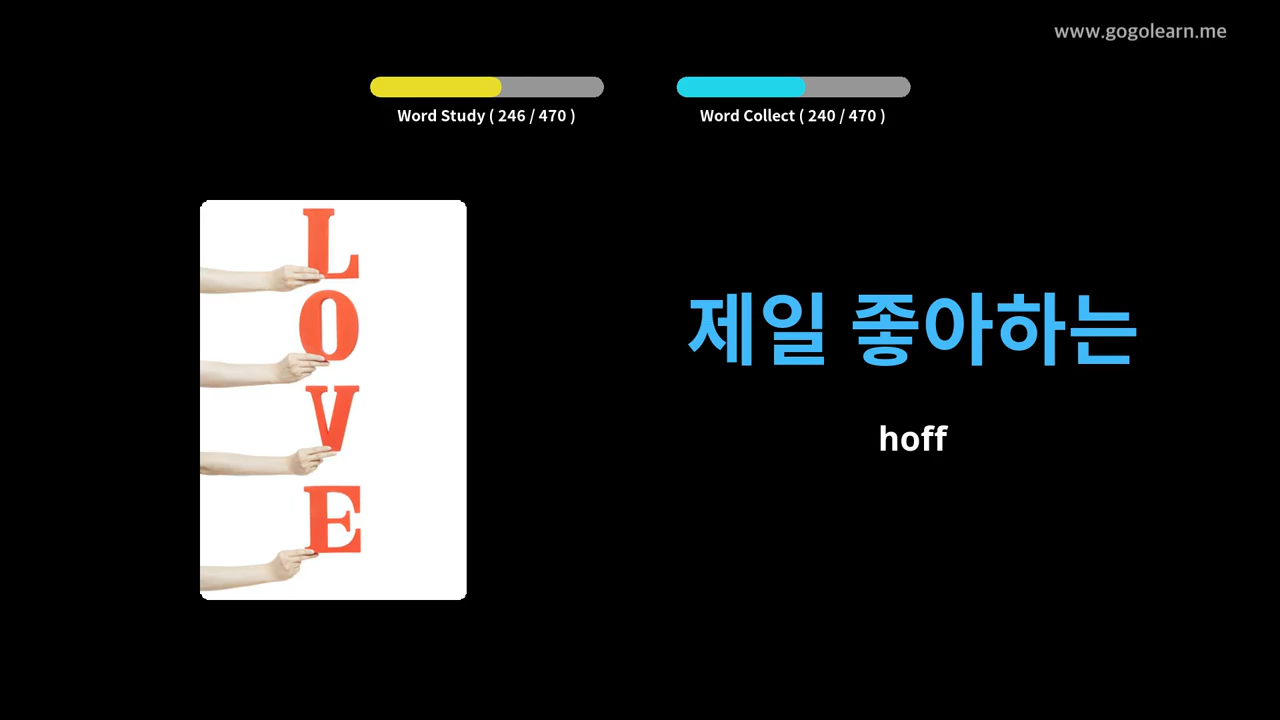 www.gogolearn.me
Word Study ( 246 / 470 )
Word Collect ( 240 / 470 )
L
O
V
E
제일 좋아하는
hoff